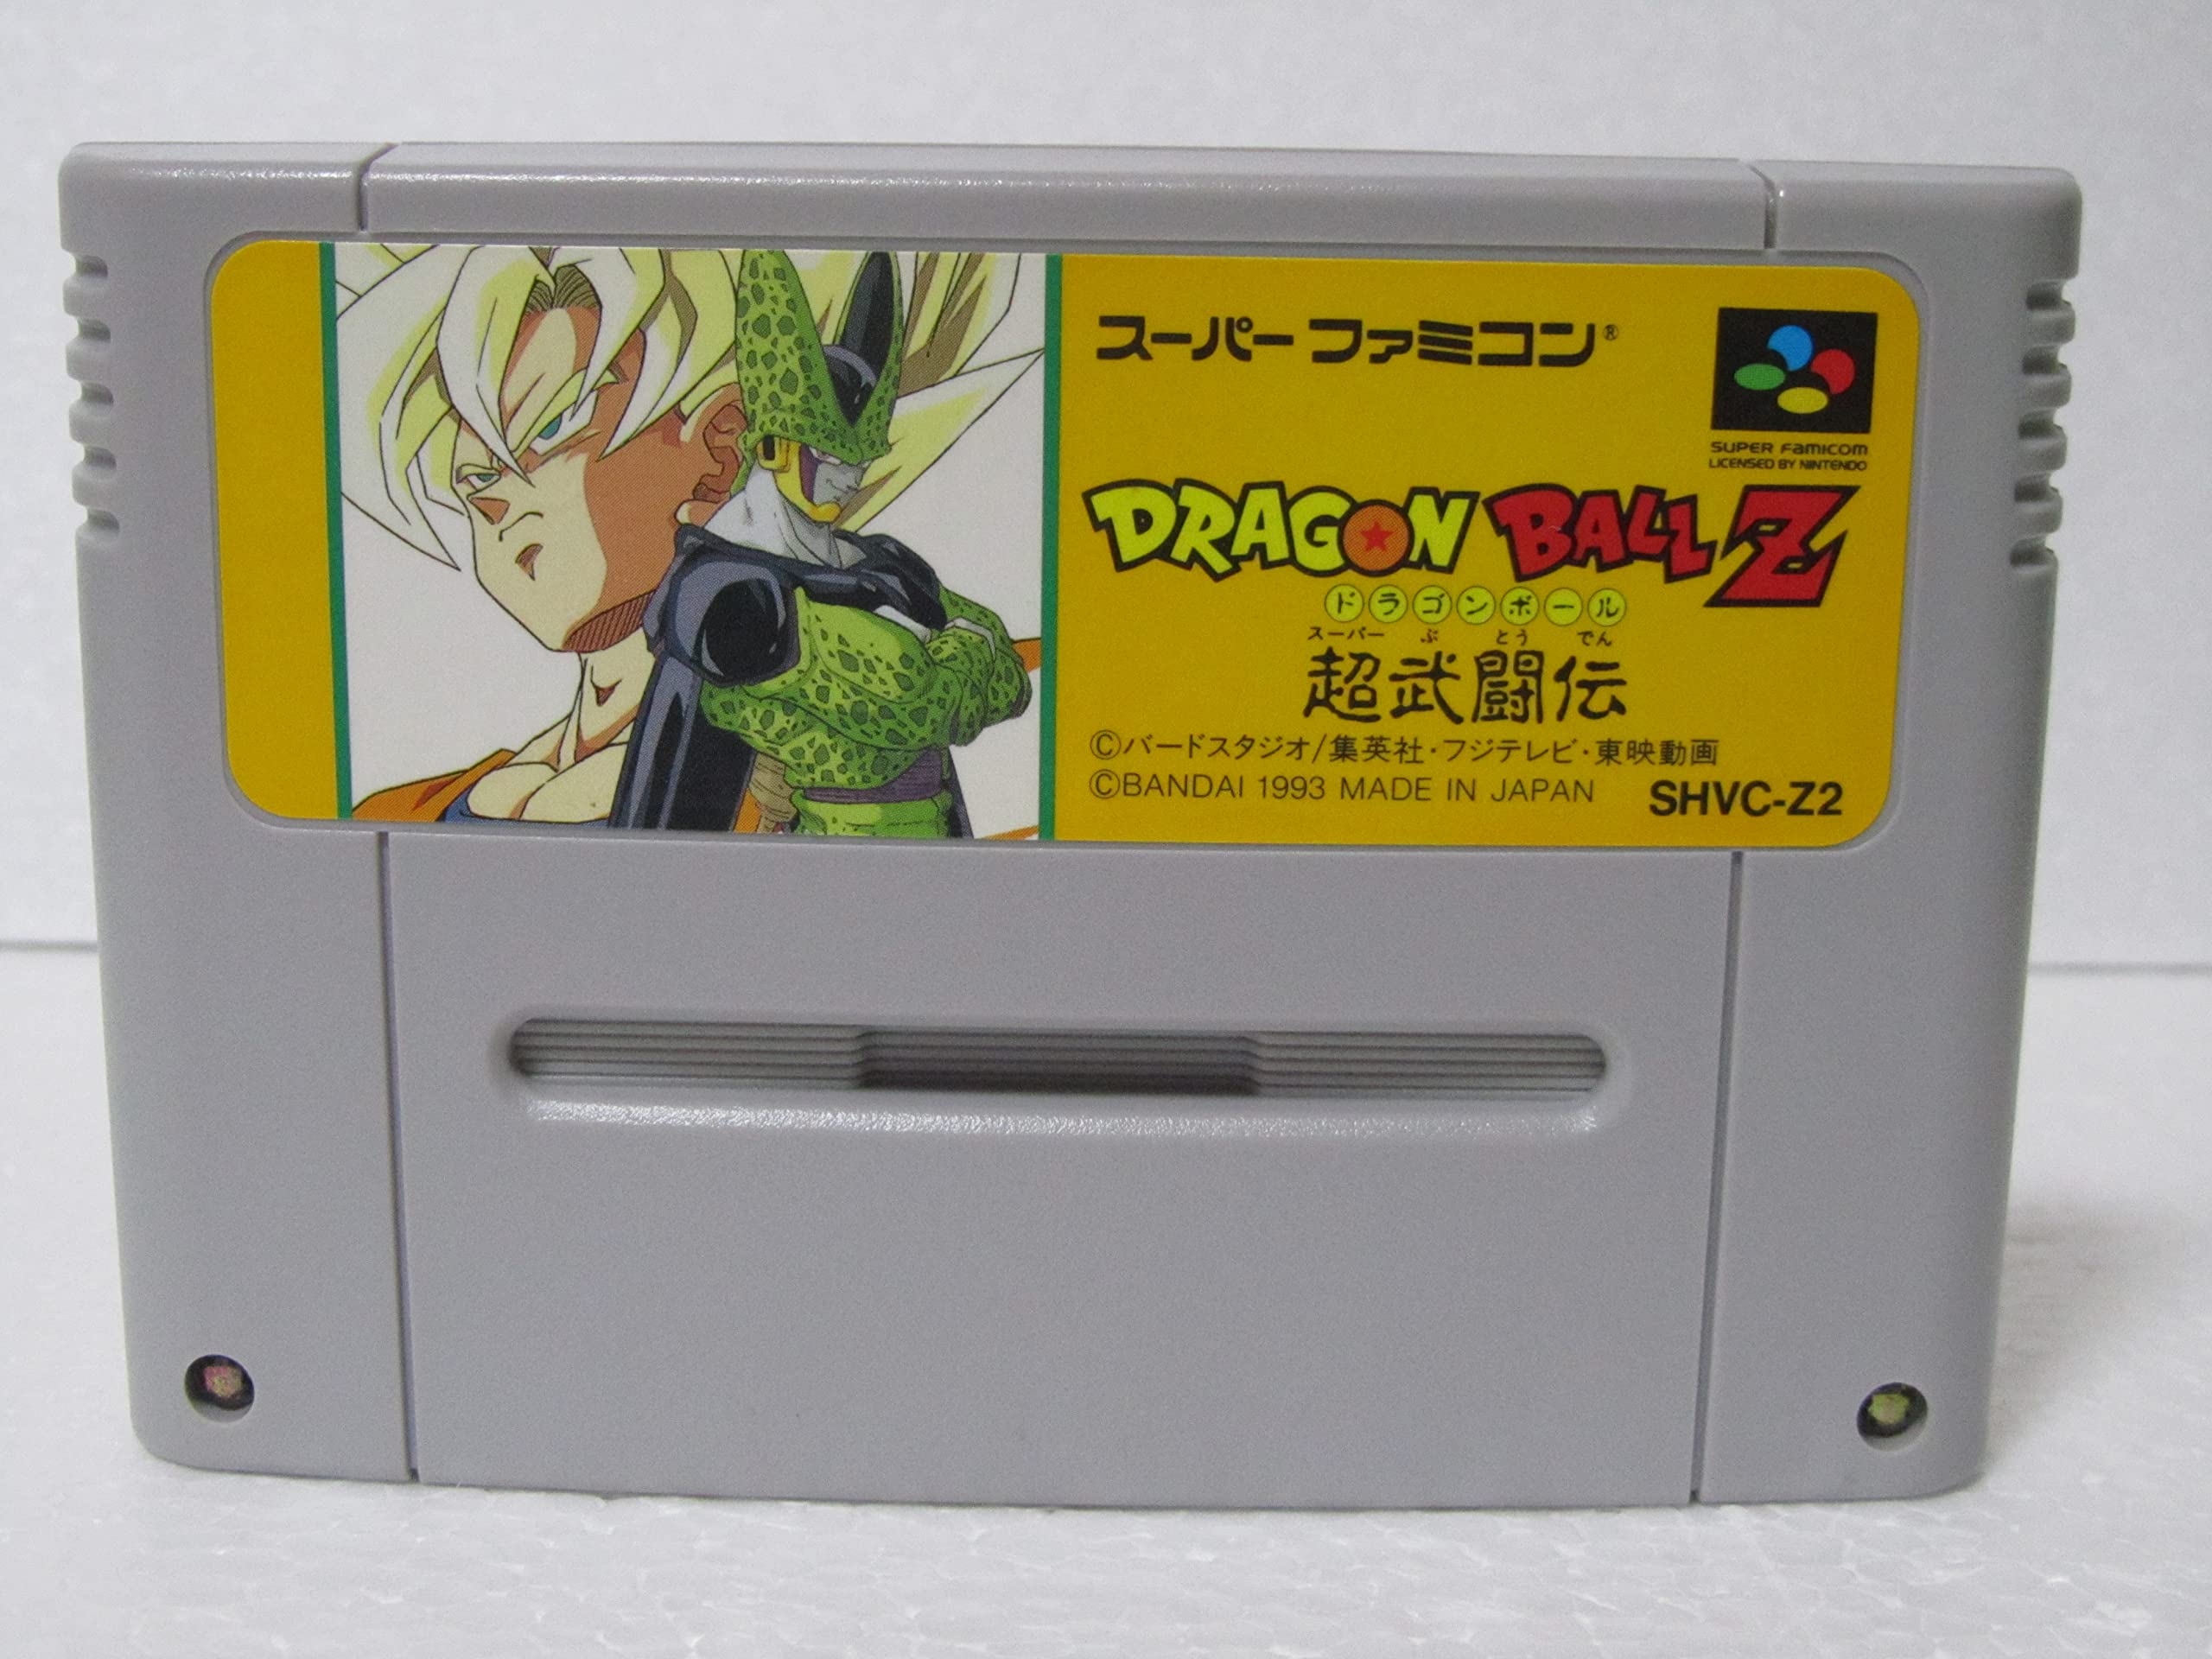 スーパーファミコン®
SUPER FAMICOM
LICENSED BY NINTENDO
DRAGON BALL Z
ドラゴンボール
スーパー ぶ とう でん
超武闘伝
©バードスタジオ/集英社・フジテレビ・東映動画
©BANDAI 1993 MADE IN JAPAN
SHVC-Z2